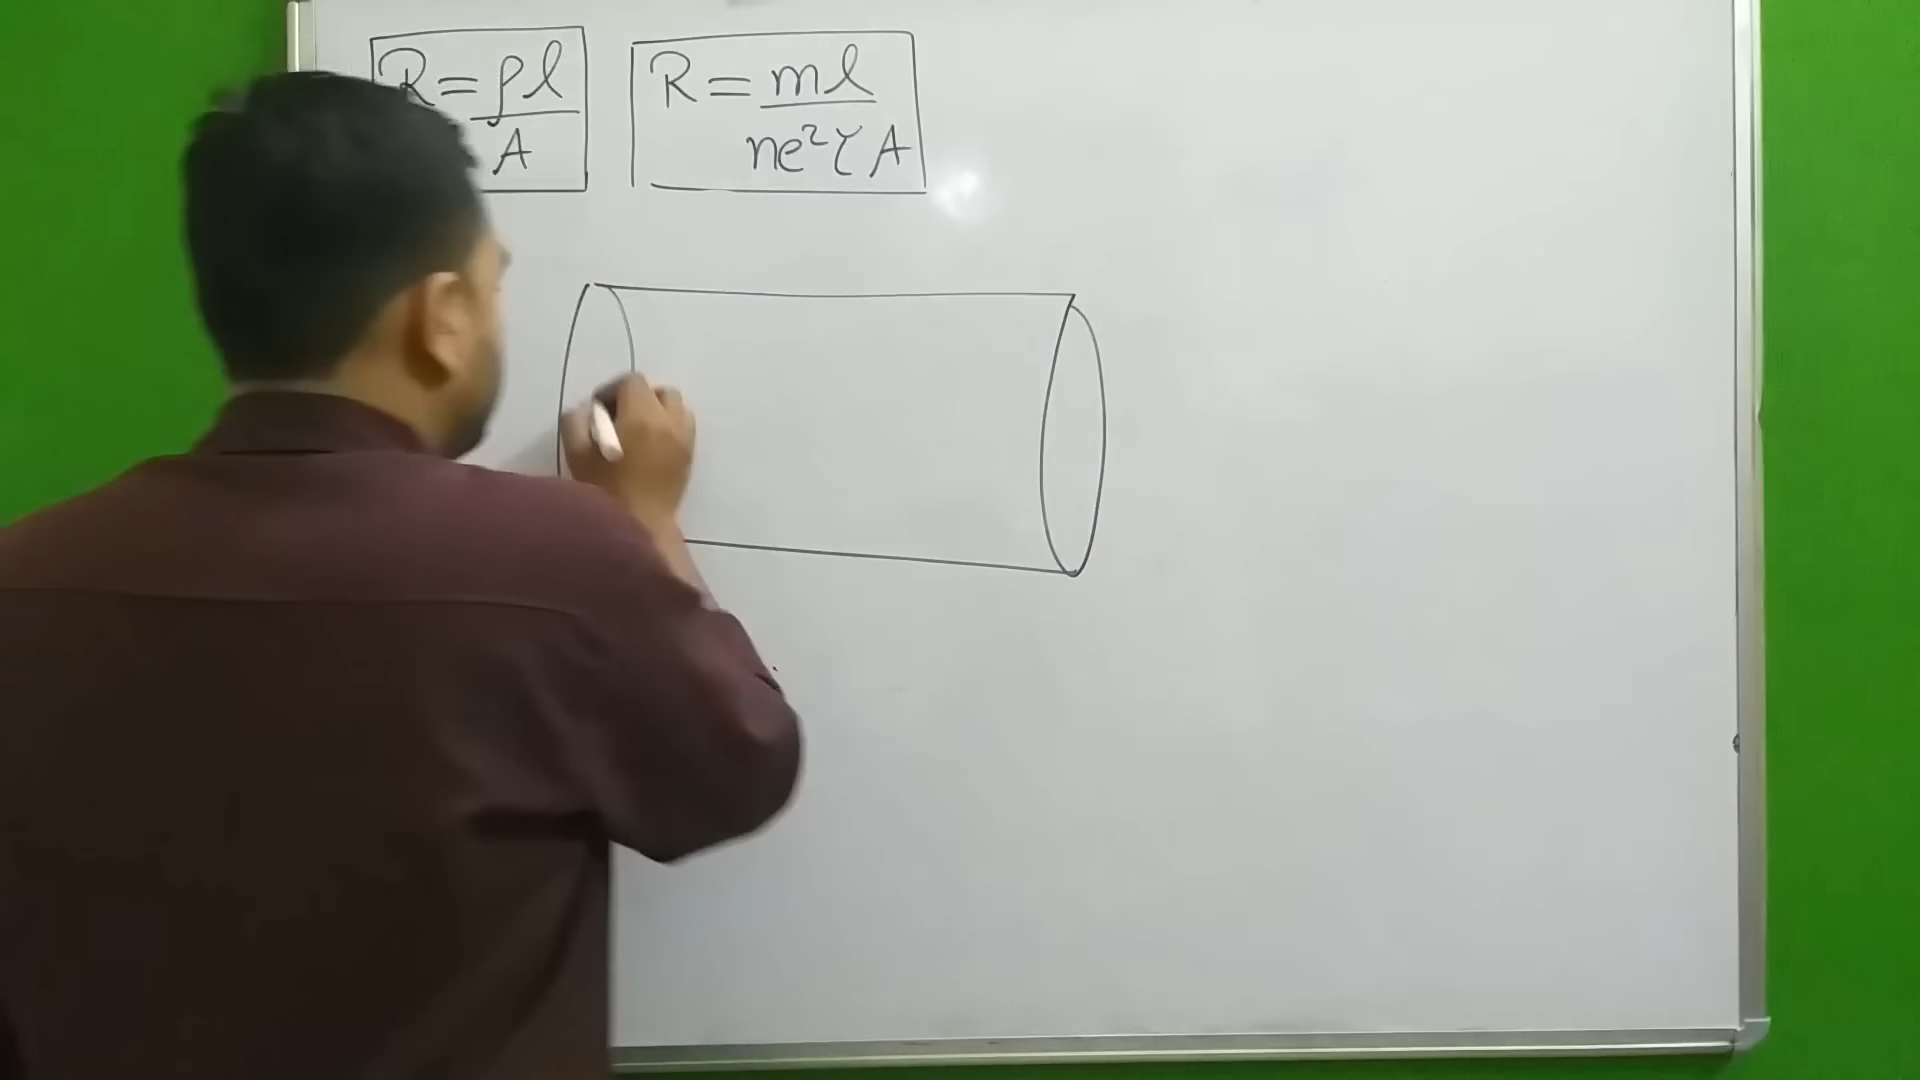 R = ρl/A
R = ml/ne²τA